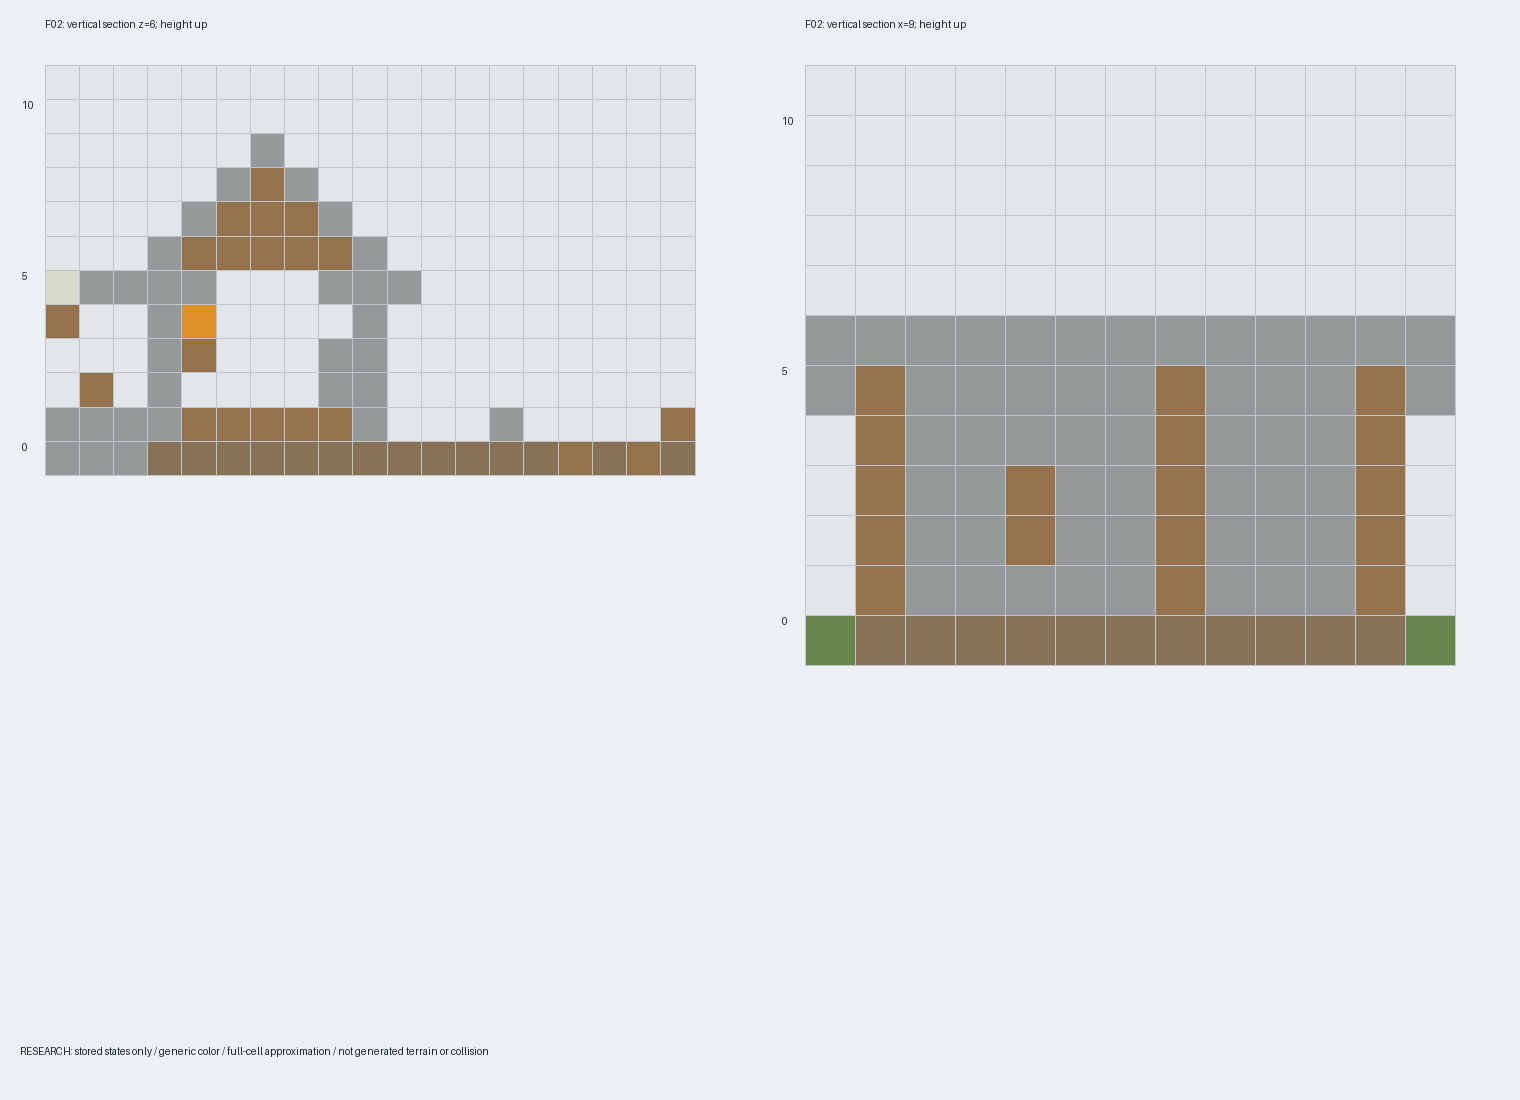 F02: vertical section z=6; height up
F02: vertical section x=9; height up
10
10
5
5
0
0
RESEARCH: stored states only / generic color / full-cell approximation / not generated terrain or collision